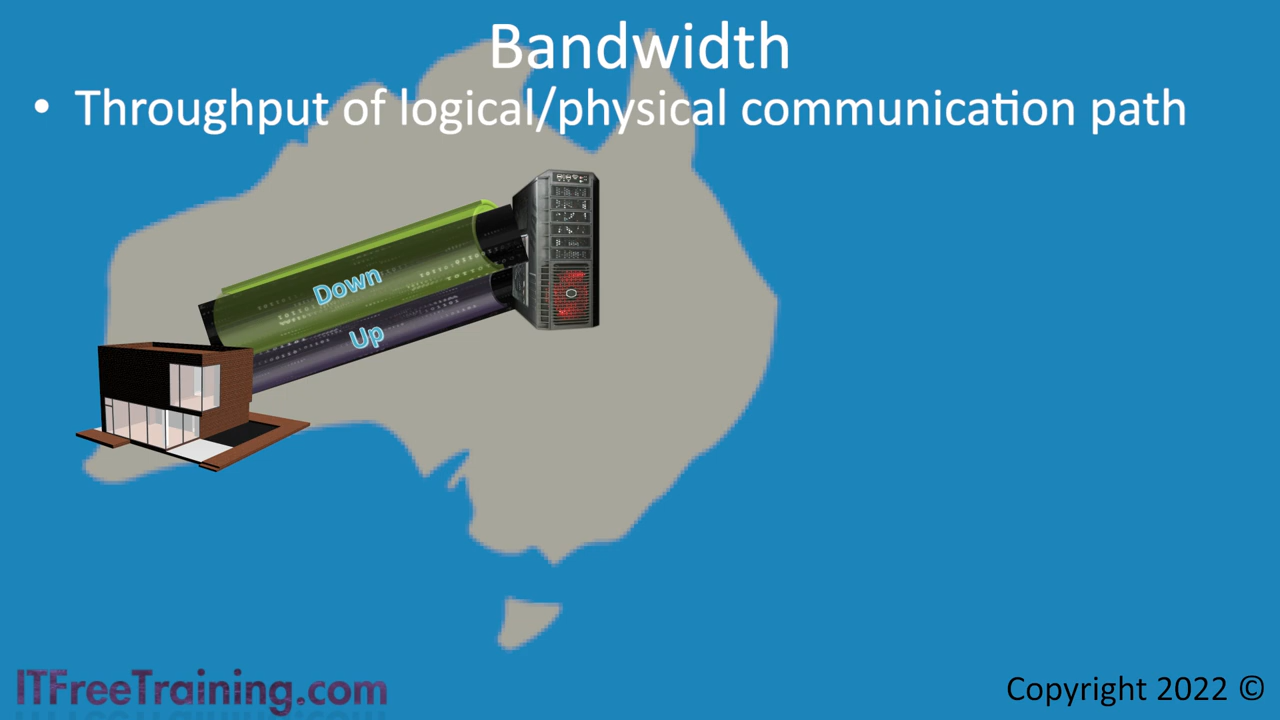 Bandwidth
• Throughput of logical/physical communication path
Down
Up
ITFreeTraining.com
Copyright 2022 ©